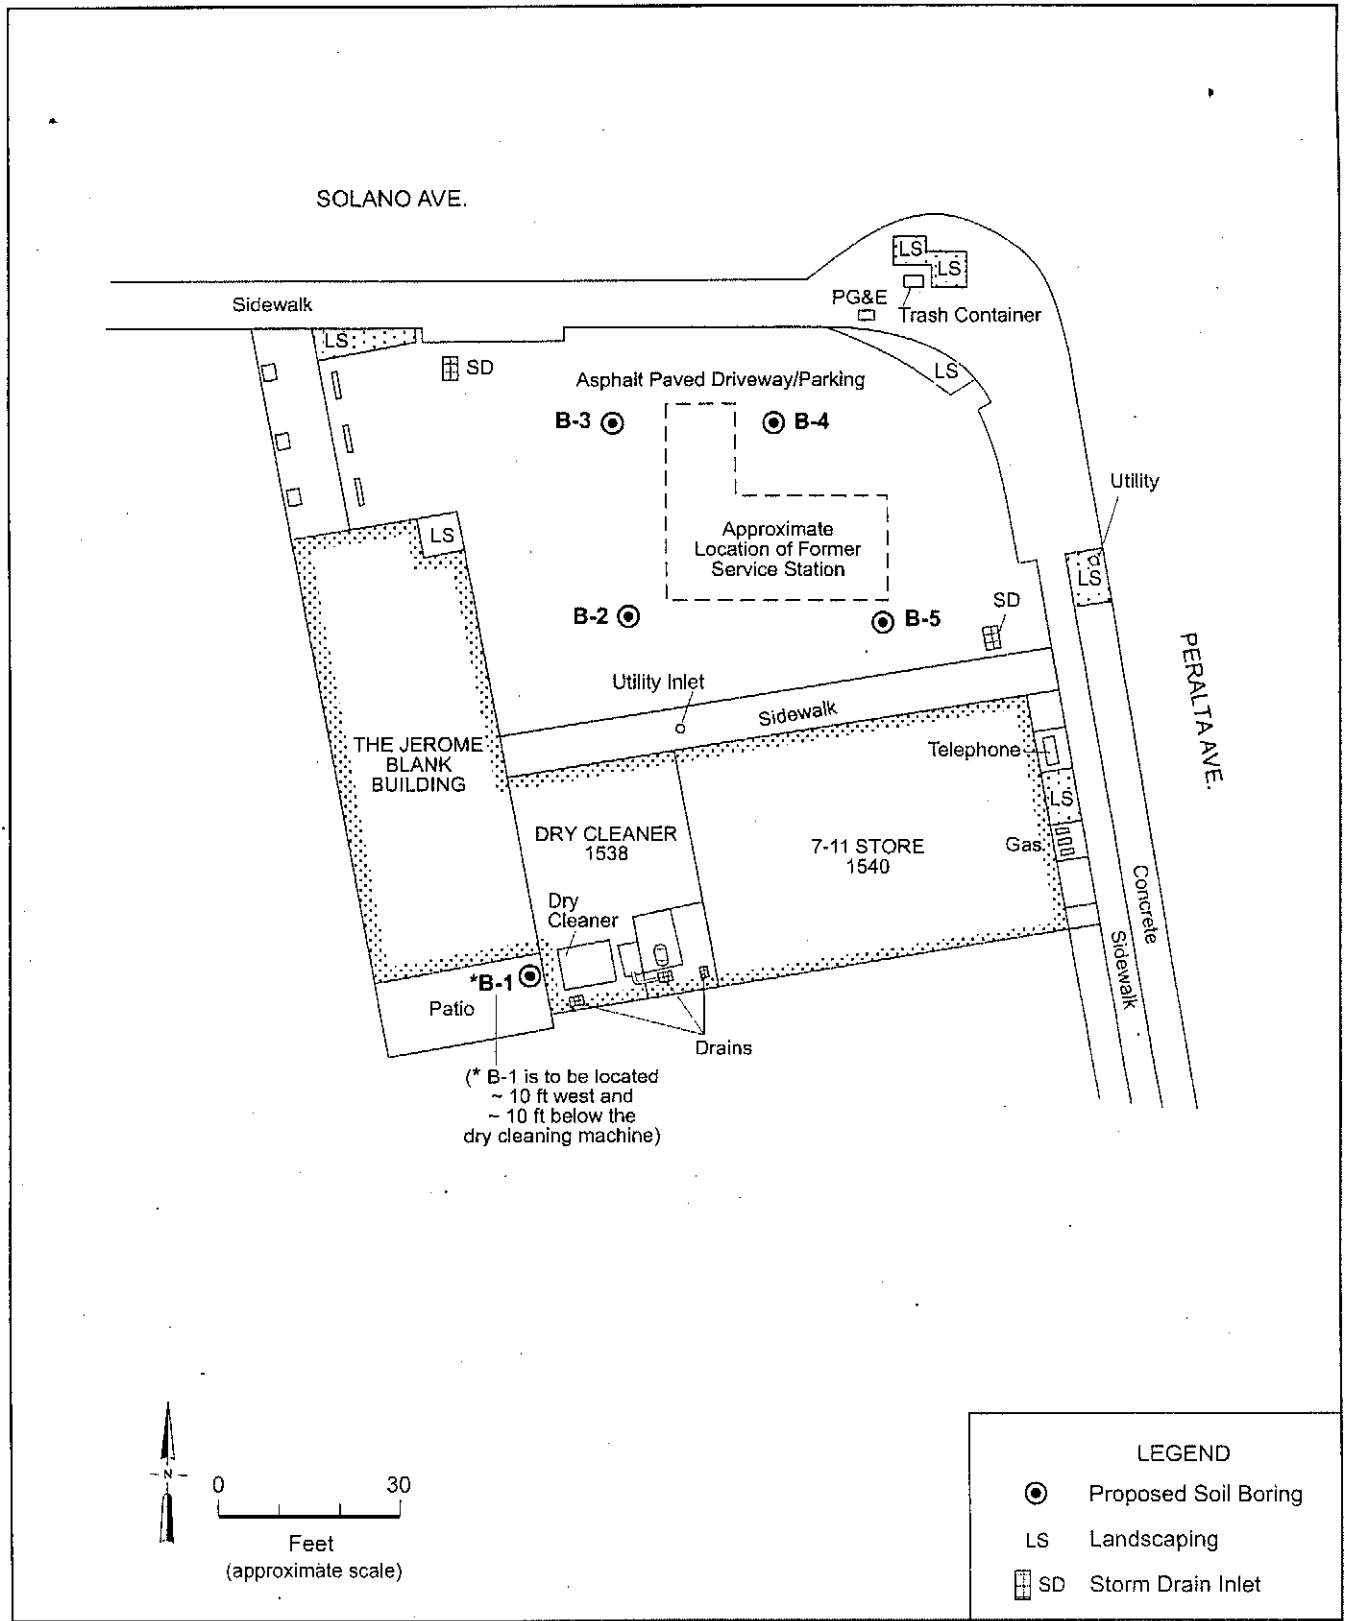 SOLANO AVE.
LS
LS
PG&E
Trash Container
Sidewalk
LS
SD
LS
Asphalt Paved Driveway/Parking
B-3
B-4
Utility
LS
Approximate
Location of Former
Service Station
LS
SD
B-2
B-5
PERALTA AVE.
Utility Inlet
Sidewalk
THE JEROME
BLANK
BUILDING
Telephone
LS
DRY CLEANER
1538
7-11 STORE
1540
Gas
Concrete
Sidewalk
Dry
Cleaner
*B-1
Patio
Drains
(* B-1 is to be located
~ 10 ft west and
~ 10 ft below the
dry cleaning machine)
N
0 30
Feet
(approximate scale)
LEGEND
Proposed Soil Boring
LS Landscaping
SD Storm Drain Inlet